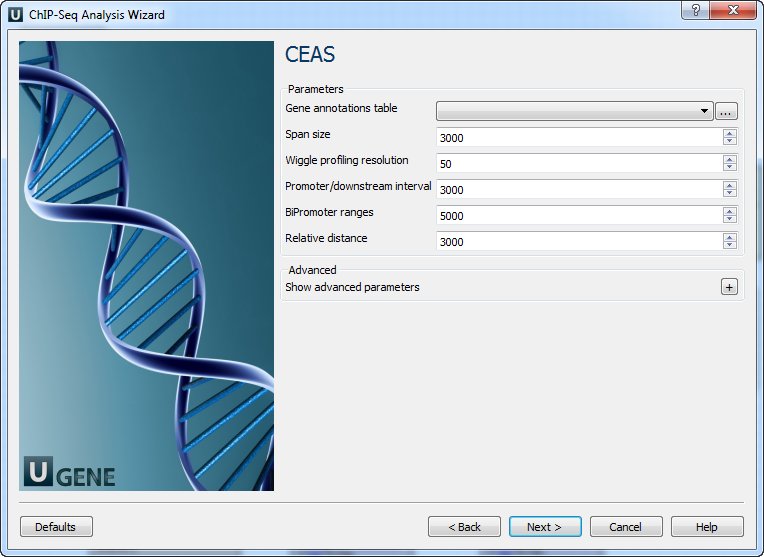 ChIP-Seq Analysis Wizard
CEAS
Parameters
Gene annotations table
...
Span size
3000
Wiggle profiling resolution
50
Promoter/downstream interval
3000
BiPromoter ranges
5000
Relative distance
3000
Advanced
Show advanced parameters
+
U GENE
Defaults
< Back
Next >
Cancel
Help